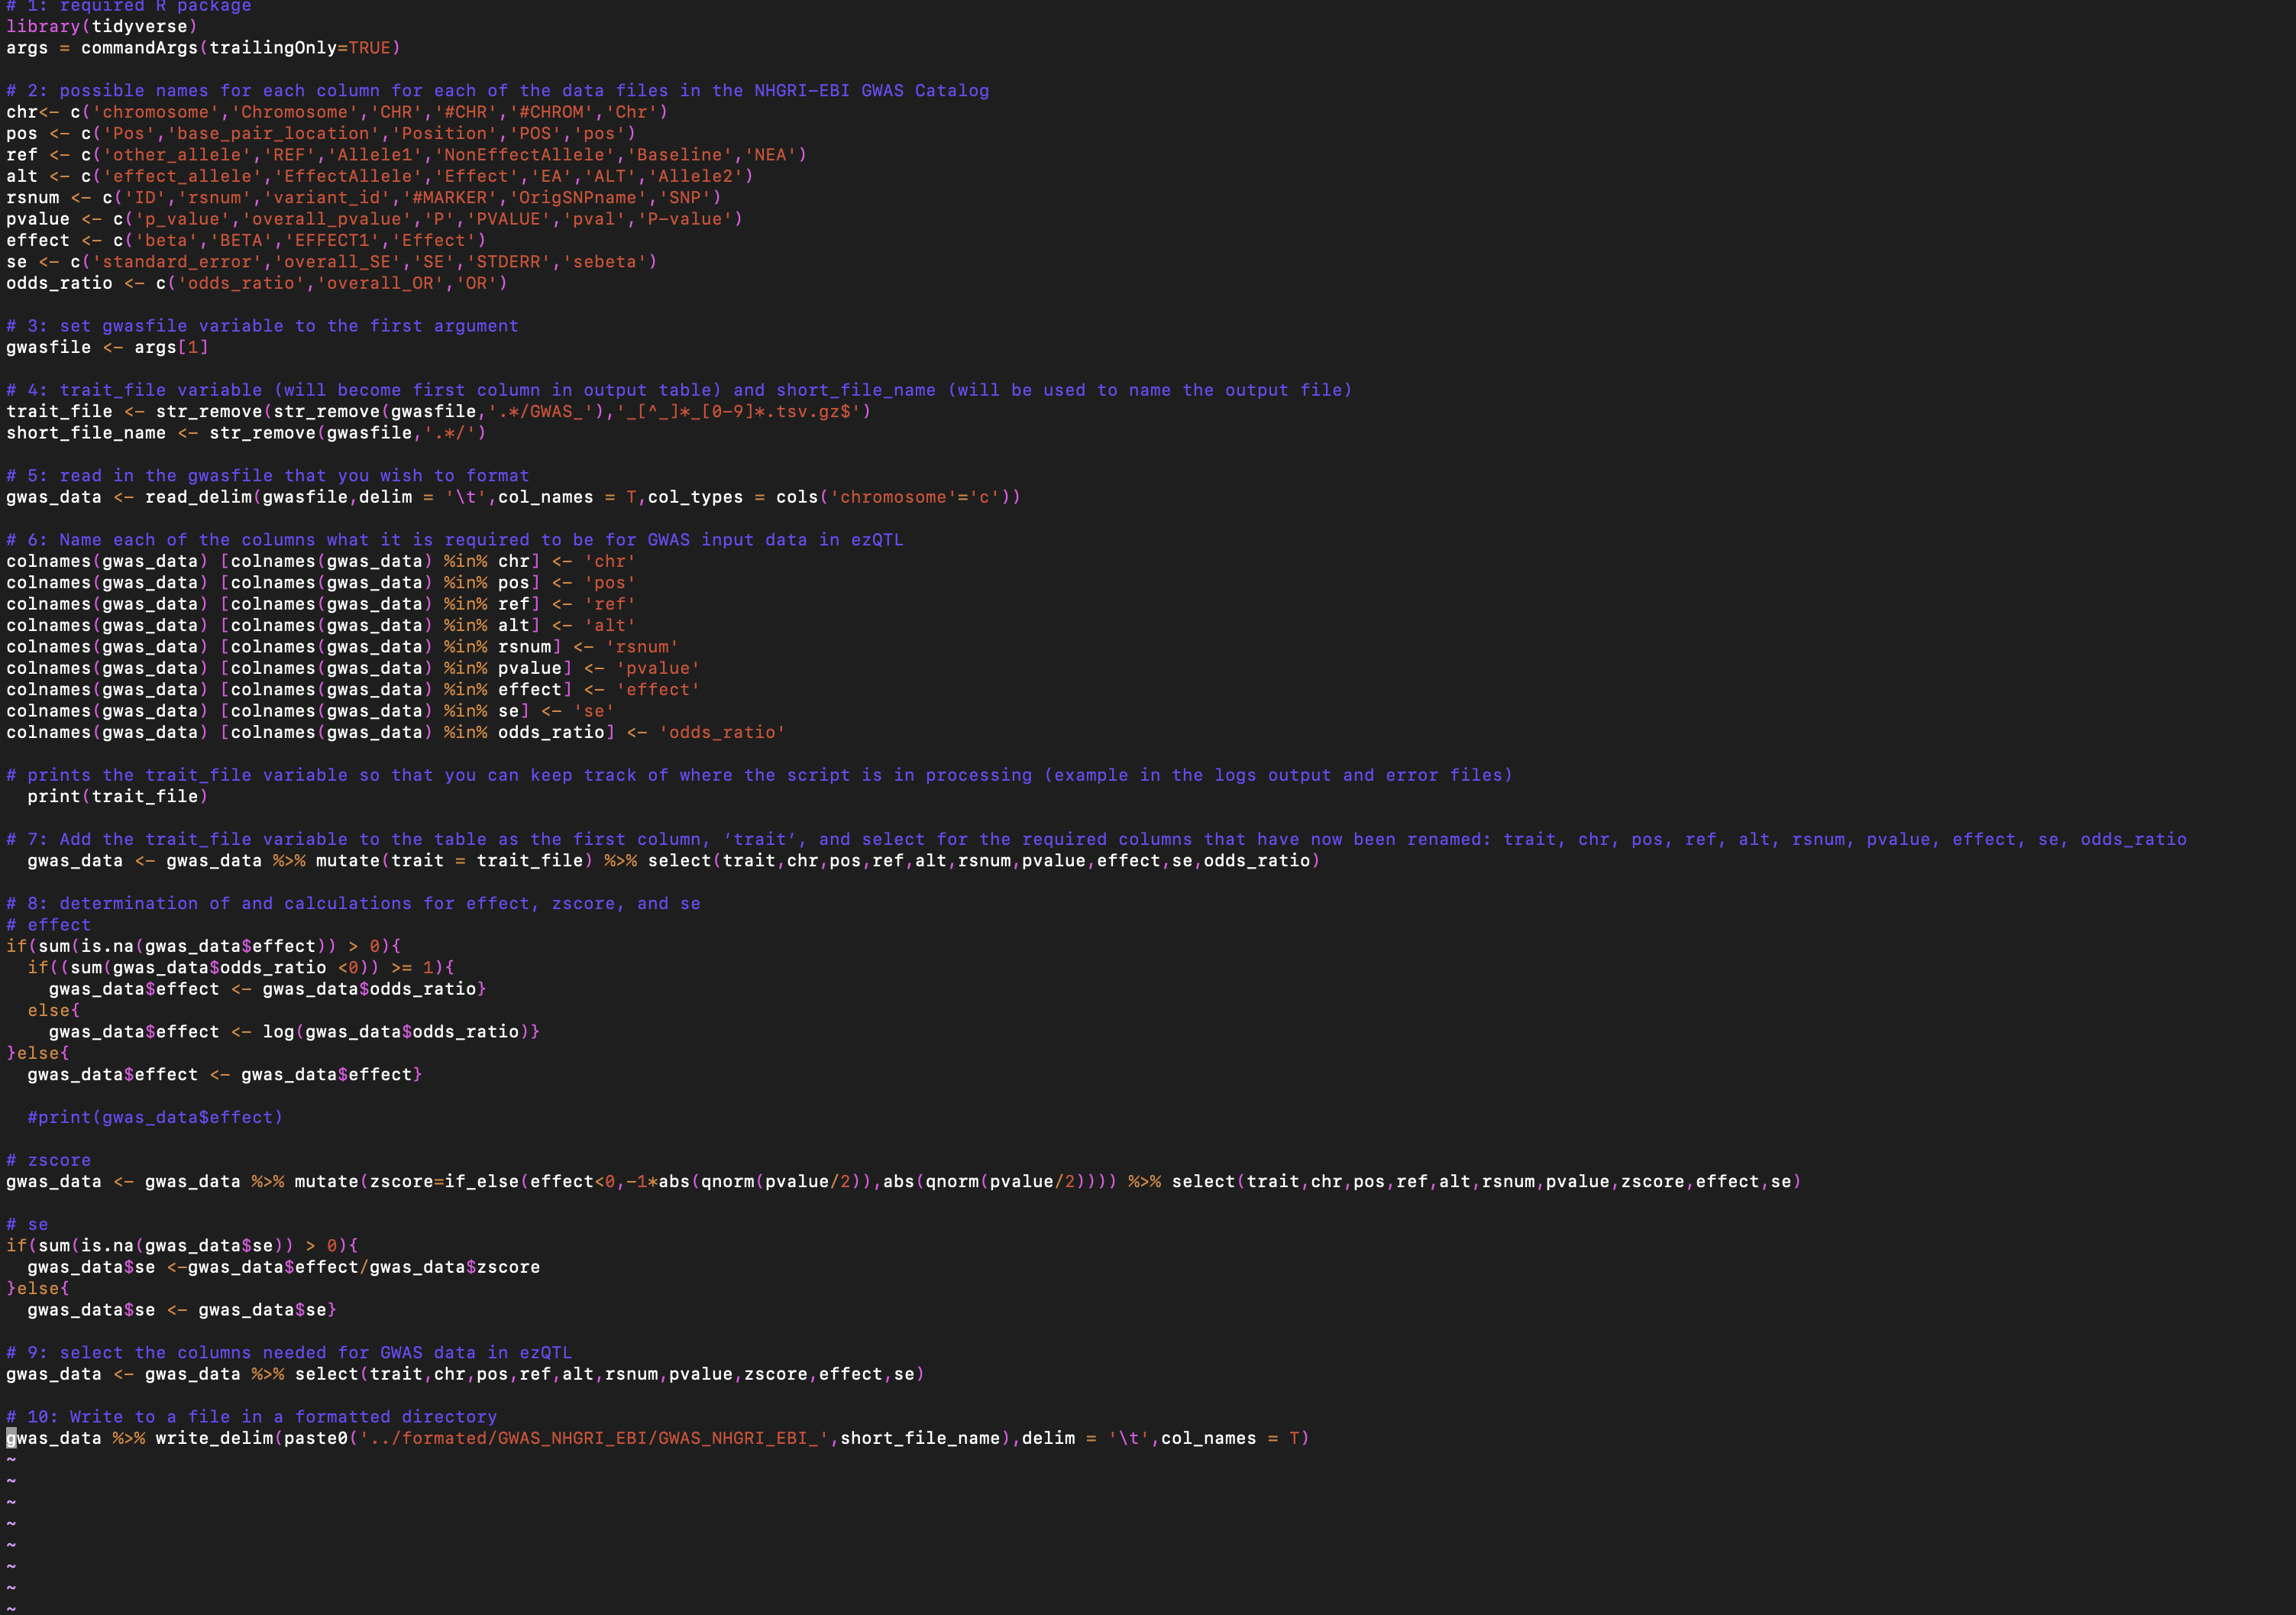 # 1: required R package
library(tidyverse)
args = commandArgs(trailingOnly=TRUE)
# 2: possible names for each column for each of the data files in the NHGRI-EBI GWAS Catalog
chr<- c('chromosome','Chromosome','CHR','#CHR','#CHROM','Chr')
pos <- c('Pos','base_pair_location','Position','POS','pos')
ref <- c('other_allele','REF','Allele1','NonEffectAllele','Baseline','NEA')
alt <- c('effect_allele','EffectAllele','Effect','EA','ALT','Allele2')
rsnum <- c('ID','rsnum','variant_id','#MARKER','OrigSNPname','SNP')
pvalue <- c('p_value','overall_pvalue','P','PVALUE','pval','P-value')
effect <- c('beta','BETA','EFFECT1','Effect')
se <- c('standard_error','overall_SE','SE','STDERR','sebeta')
odds_ratio <- c('odds_ratio','overall_OR','OR')
# 3: set gwasfile variable to the first argument
gwasfile <- args[1]
# 4: trait_file variable (will become first column in output table) and short_file_name (will be used to name the output file)
trait_file <- str_remove(str_remove(gwasfile,'.*/GWAS_'),'_[^_]*_[0-9]*.tsv.gz$')
short_file_name <- str_remove(gwasfile,'.*/')
# 5: read in the gwasfile that you wish to format
gwas_data <- read_delim(gwasfile,delim = '\t',col_names = T,col_types = cols('chromosome'='c'))
# 6: Name each of the columns what it is required to be for GWAS input data in ezQTL
colnames(gwas_data) [colnames(gwas_data) %in% chr] <- 'chr'
colnames(gwas_data) [colnames(gwas_data) %in% pos] <- 'pos'
colnames(gwas_data) [colnames(gwas_data) %in% ref] <- 'ref'
colnames(gwas_data) [colnames(gwas_data) %in% alt] <- 'alt'
colnames(gwas_data) [colnames(gwas_data) %in% rsnum] <- 'rsnum'
colnames(gwas_data) [colnames(gwas_data) %in% pvalue] <- 'pvalue'
colnames(gwas_data) [colnames(gwas_data) %in% effect] <- 'effect'
colnames(gwas_data) [colnames(gwas_data) %in% se] <- 'se'
colnames(gwas_data) [colnames(gwas_data) %in% odds_ratio] <- 'odds_ratio'
# prints the trait_file variable so that you can keep track of where the script is in processing (example in the logs output and error files)
  print(trait_file)
# 7: Add the trait_file variable to the table as the first column, ‘trait‘, and select for the required columns that have now been renamed: trait, chr, pos, ref, alt, rsnum, pvalue, effect, se, odds_ratio
  gwas_data <- gwas_data %>% mutate(trait = trait_file) %>% select(trait,chr,pos,ref,alt,rsnum,pvalue,effect,se,odds_ratio)
# 8: determination of and calculations for effect, zscore, and se
# effect
if(sum(is.na(gwas_data$effect)) > 0){
  if((sum(gwas_data$odds_ratio <0)) >= 1){
    gwas_data$effect <- gwas_data$odds_ratio}
  else{
    gwas_data$effect <- log(gwas_data$odds_ratio)}
}else{
  gwas_data$effect <- gwas_data$effect}
  #print(gwas_data$effect)
# zscore
gwas_data <- gwas_data %>% mutate(zscore=if_else(effect<0,-1*abs(qnorm(pvalue/2)),abs(qnorm(pvalue/2)))) %>% select(trait,chr,pos,ref,alt,rsnum,pvalue,zscore,effect,se)
# se
if(sum(is.na(gwas_data$se)) > 0){
  gwas_data$se <-gwas_data$effect/gwas_data$zscore
}else{
  gwas_data$se <- gwas_data$se}
# 9: select the columns needed for GWAS data in ezQTL
gwas_data <- gwas_data %>% select(trait,chr,pos,ref,alt,rsnum,pvalue,zscore,effect,se)
# 10: Write to a file in a formatted directory
gwas_data %>% write_delim(paste0('../formated/GWAS_NHGRI_EBI/GWAS_NHGRI_EBI_',short_file_name),delim = '\t',col_names = T)
~
~
~
~
~
~
~
~